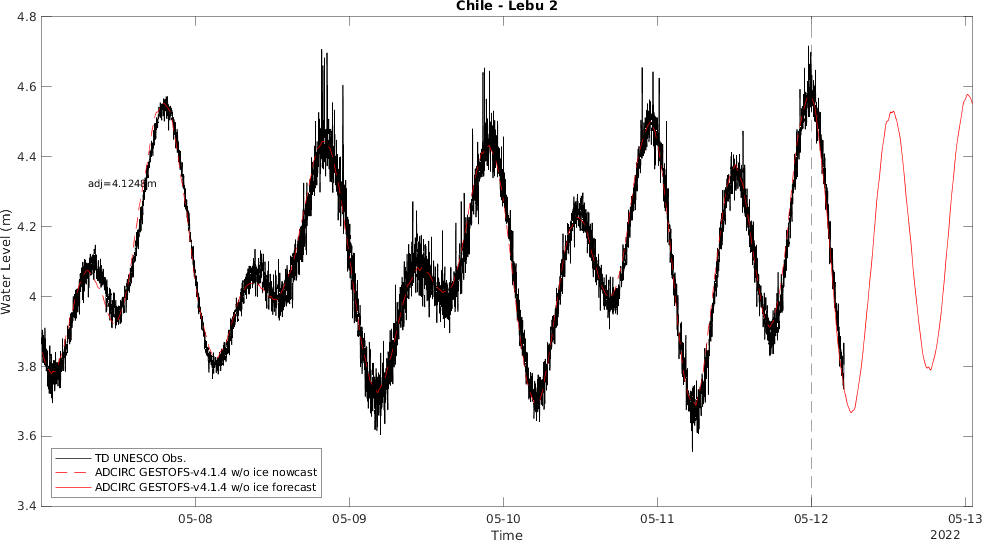 Chile - Lebu 2
4.8
4.6
4.4
4.2
4
3.8
3.6
3.4
Water Level (m)
adj=4.1248m
TD UNESCO Obs.
ADCIRC GESTOFS-v4.1.4 w/o ice nowcast
ADCIRC GESTOFS-v4.1.4 w/o ice forecast
05-08
05-09
05-10
05-11
05-12
05-13
Time
2022